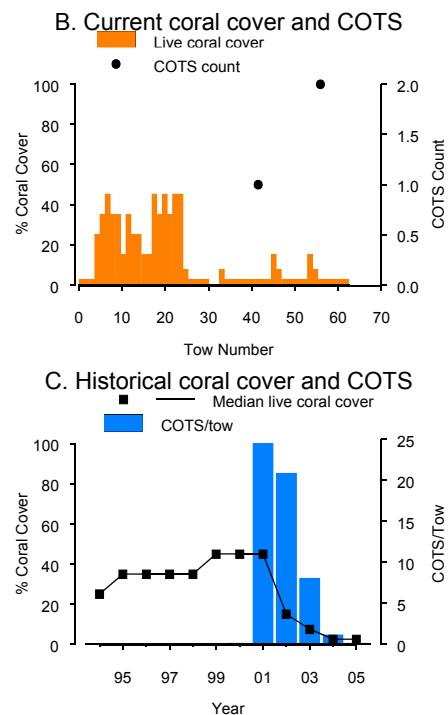 B. Current coral cover and COTS
Live coral cover
COTS count
100
80
60
40
20
0
% Coral Cover
2.0
1.5
1.0
0.5
0.0
COTS Count
0 10 20 30 40 50 60 70
Tow Number
C. Historical coral cover and COTS
Median live coral cover
COTS/tow
100
80
60
40
20
0
% Coral Cover
25
20
15
10
5
0
COTS/Tow
95 97 99 01 03 05
Year